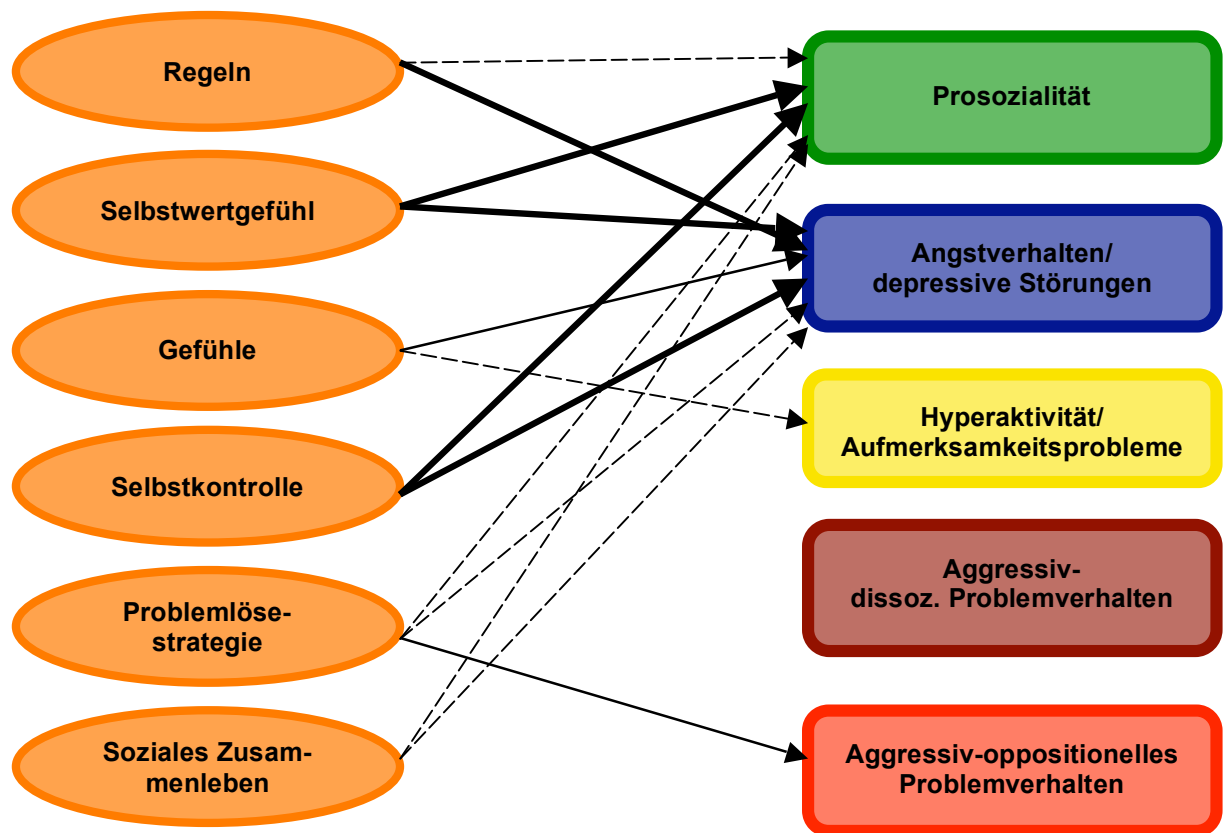 Regeln
Selbstwertgefühl
Gefühle
Selbstkontrolle
Problemlöse-
strategie
Soziales Zusam-
menleben
Prosozialität
Angstverhalten/
depressive Störungen
Hyperaktivität/
Aufmerksamkeitsprobleme
Aggressiv-
dissoz. Problemverhalten
Aggressiv-oppositionelles
Problemverhalten